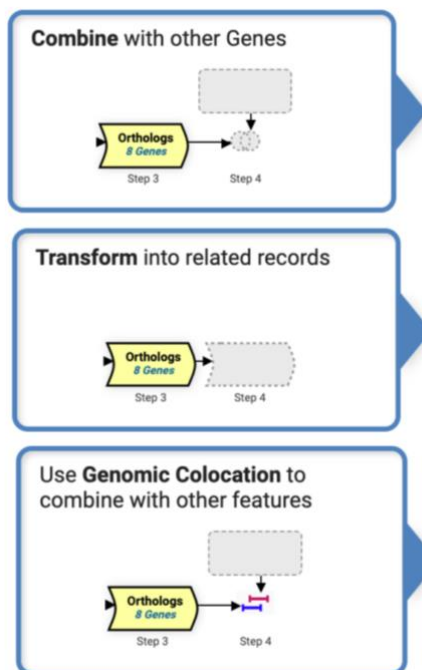 Combine with other Genes
Orthologs
8 Genes
Step 3
Step 4
Transform into related records
Orthologs
8 Genes
Step 3
Step 4
Use Genomic Colocation to
combine with other features
Orthologs
8 Genes
Step 3
Step 4